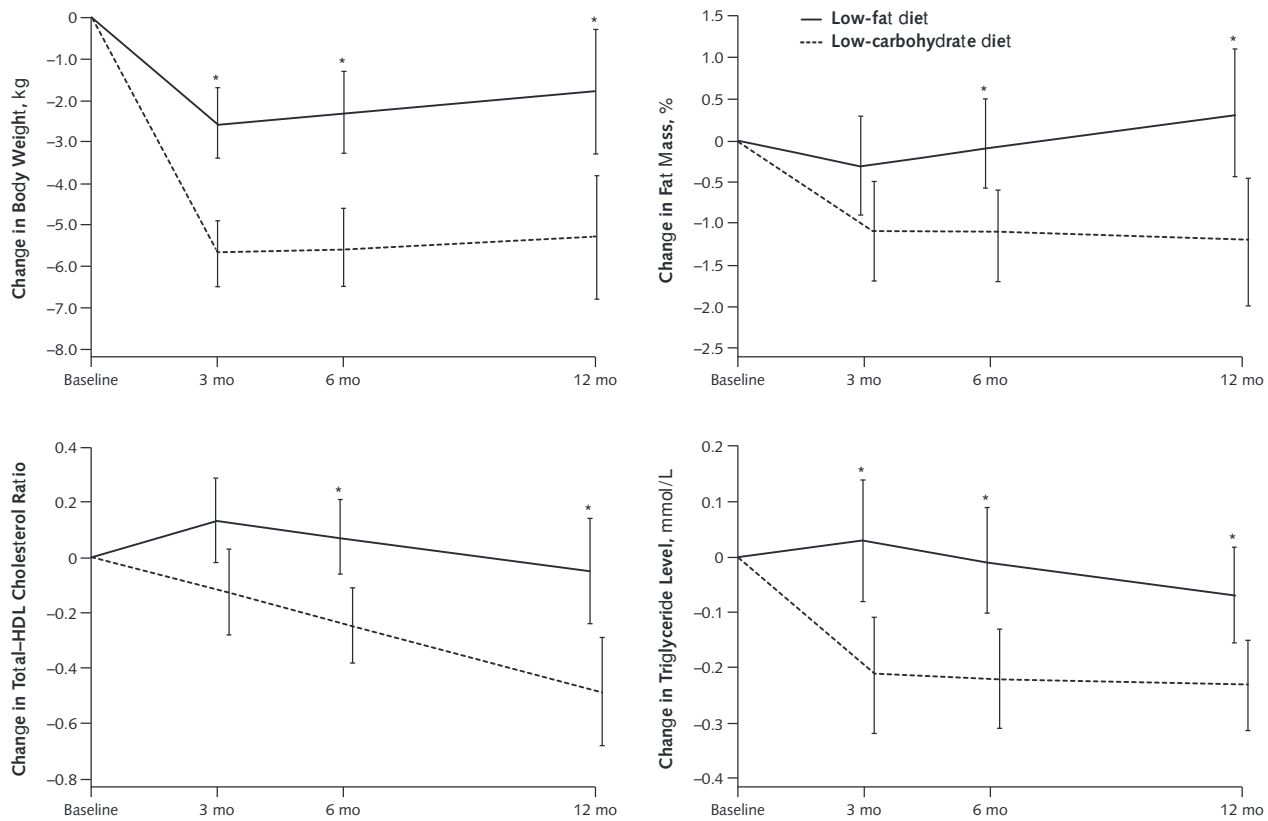 Change in Body Weight, kg
0
–1.0
–2.0
–3.0
–4.0
–5.0
–6.0
–7.0
–8.0
*
*
*
Baseline
3 mo
6 mo
12 mo
Change in Fat Mass, %
1.5
1.0
0.5
0
–0.5
–1.0
–1.5
–2.0
–2.5
Low-fat diet
Low-carbohydrate diet
*
*
Baseline
3 mo
6 mo
12 mo
Change in Total–HDL Cholesterol Ratio
0.4
0.2
0
–0.2
–0.4
–0.6
–0.8
*
*
Baseline
3 mo
6 mo
12 mo
Change in Triglyceride Level, mmol/L
0.2
0.1
0
–0.1
–0.2
–0.3
–0.4
*
*
*
Baseline
3 mo
6 mo
12 mo